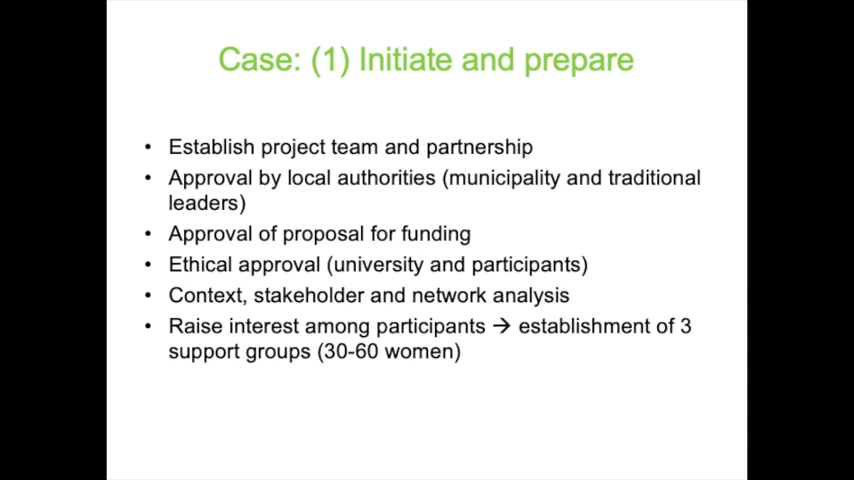 Case: (1) Initiate and prepare
• Establish project team and partnership
• Approval by local authorities (municipality and traditional
leaders)
• Approval of proposal for funding
• Ethical approval (university and participants)
• Context, stakeholder and network analysis
• Raise interest among participants → establishment of 3
support groups (30-60 women)